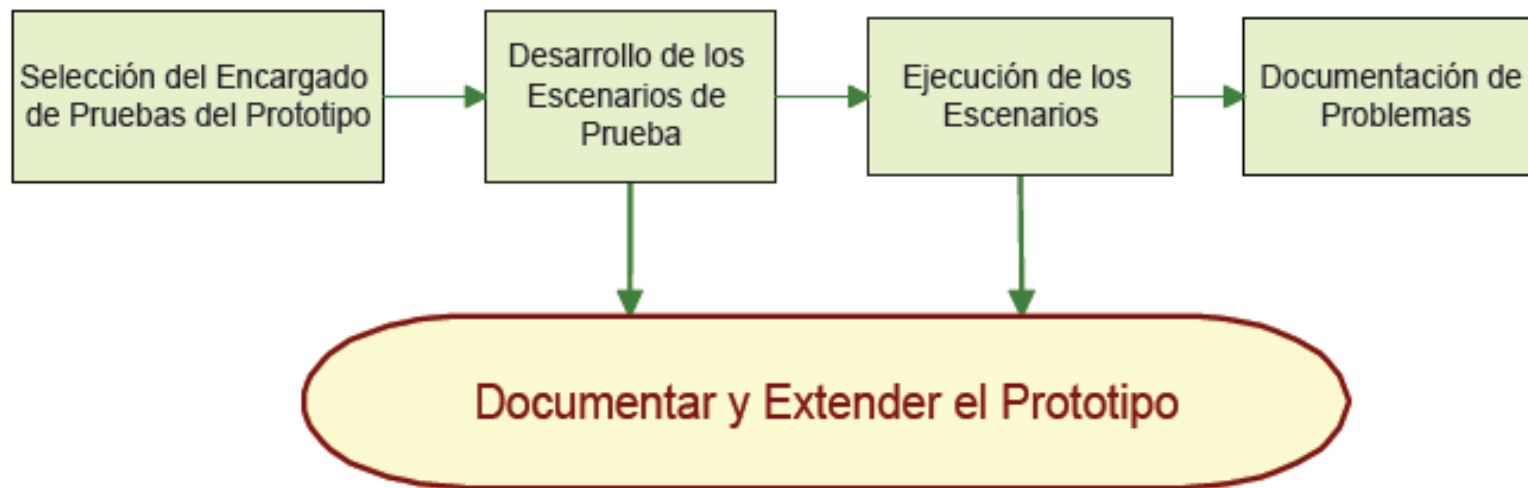 Selección del Encargado
de Pruebas del Prototipo
Desarrollo de los
Escenarios de
Prueba
Ejecución de los
Escenarios
Documentación de
Problemas
Documentar y Extender el Prototipo